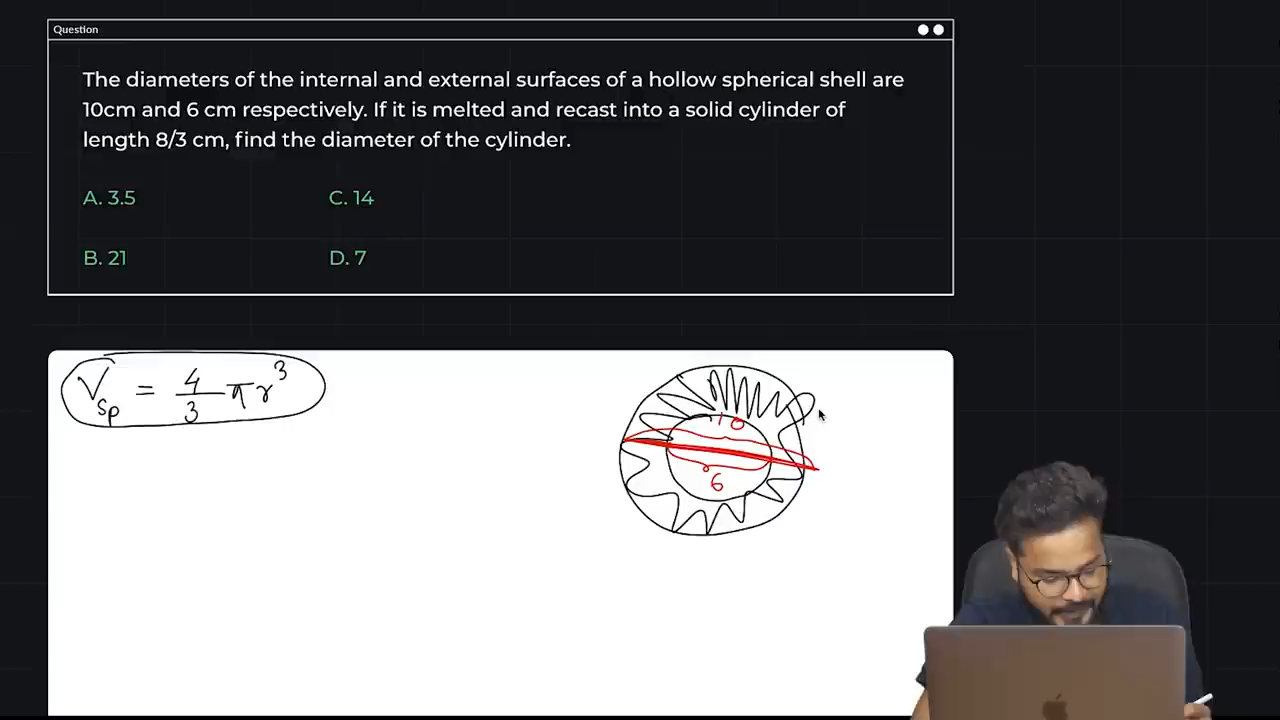 Question
The diameters of the internal and external surfaces of a hollow spherical shell are
10cm and 6 cm respectively. If it is melted and recast into a solid cylinder of
length 8/3 cm, find the diameter of the cylinder.
A. 3.5 C. 14
B. 21 D. 7
V_sp = 4/3 πr³
10
6